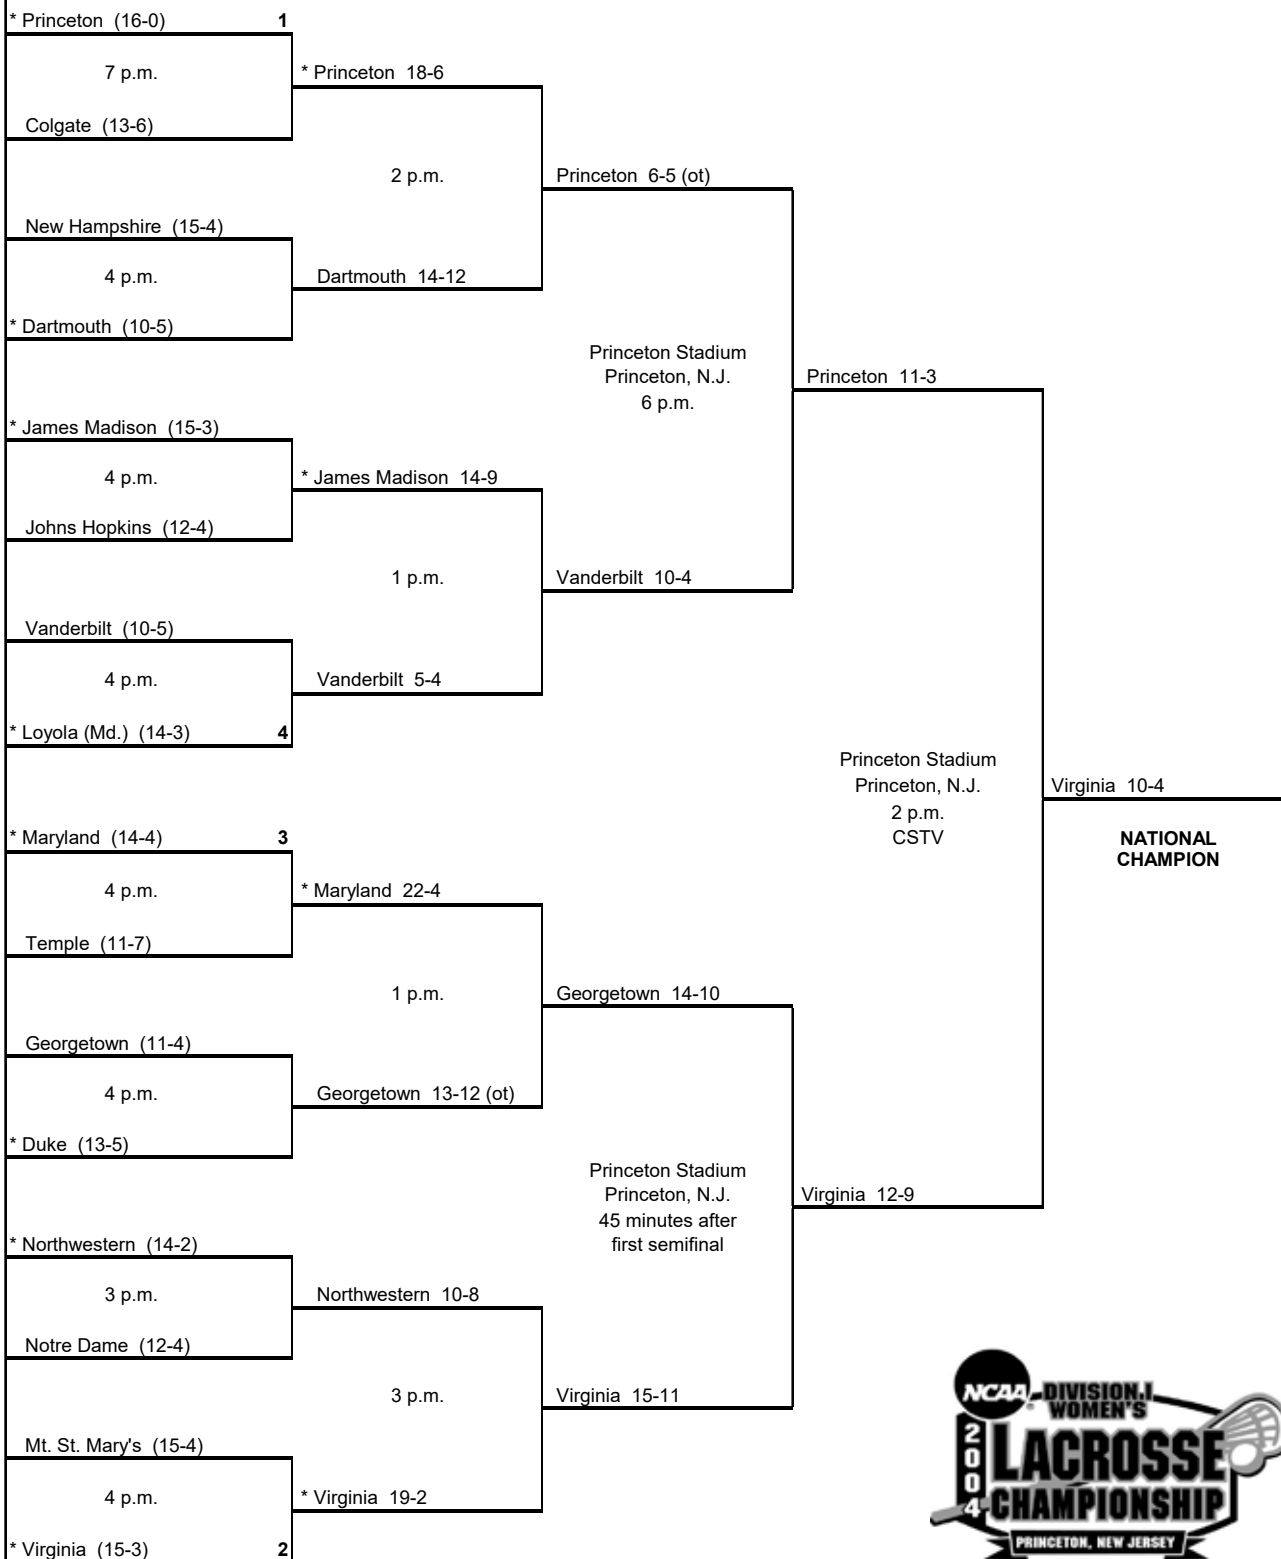 * Princeton (16-0) 1
7 p.m.
* Princeton 18-6
Colgate (13-6)
2 p.m.
Princeton 6-5 (ot)
New Hampshire (15-4)
4 p.m.
Dartmouth 14-12
* Dartmouth (10-5)
Princeton Stadium
Princeton, N.J.
6 p.m.
Princeton 11-3
* James Madison (15-3)
4 p.m.
* James Madison 14-9
Johns Hopkins (12-4)
1 p.m.
Vanderbilt 10-4
Vanderbilt (10-5)
4 p.m.
Vanderbilt 5-4
* Loyola (Md.) (14-3) 4
Princeton Stadium
Princeton, N.J.
2 p.m.
CSTV
Virginia 10-4
NATIONAL
CHAMPION
* Maryland (14-4) 3
4 p.m.
* Maryland 22-4
Temple (11-7)
1 p.m.
Georgetown 14-10
Georgetown (11-4)
4 p.m.
Georgetown 13-12 (ot)
* Duke (13-5)
Princeton Stadium
Princeton, N.J.
45 minutes after
first semifinal
Virginia 12-9
* Northwestern (14-2)
3 p.m.
Northwestern 10-8
Notre Dame (12-4)
3 p.m.
Virginia 15-11
Mt. St. Mary's (15-4)
4 p.m.
* Virginia 19-2
* Virginia (15-3) 2
NCAA DIVISION I
WOMEN'S
2004
LACROSSE
CHAMPIONSHIP
PRINCETON, NEW JERSEY